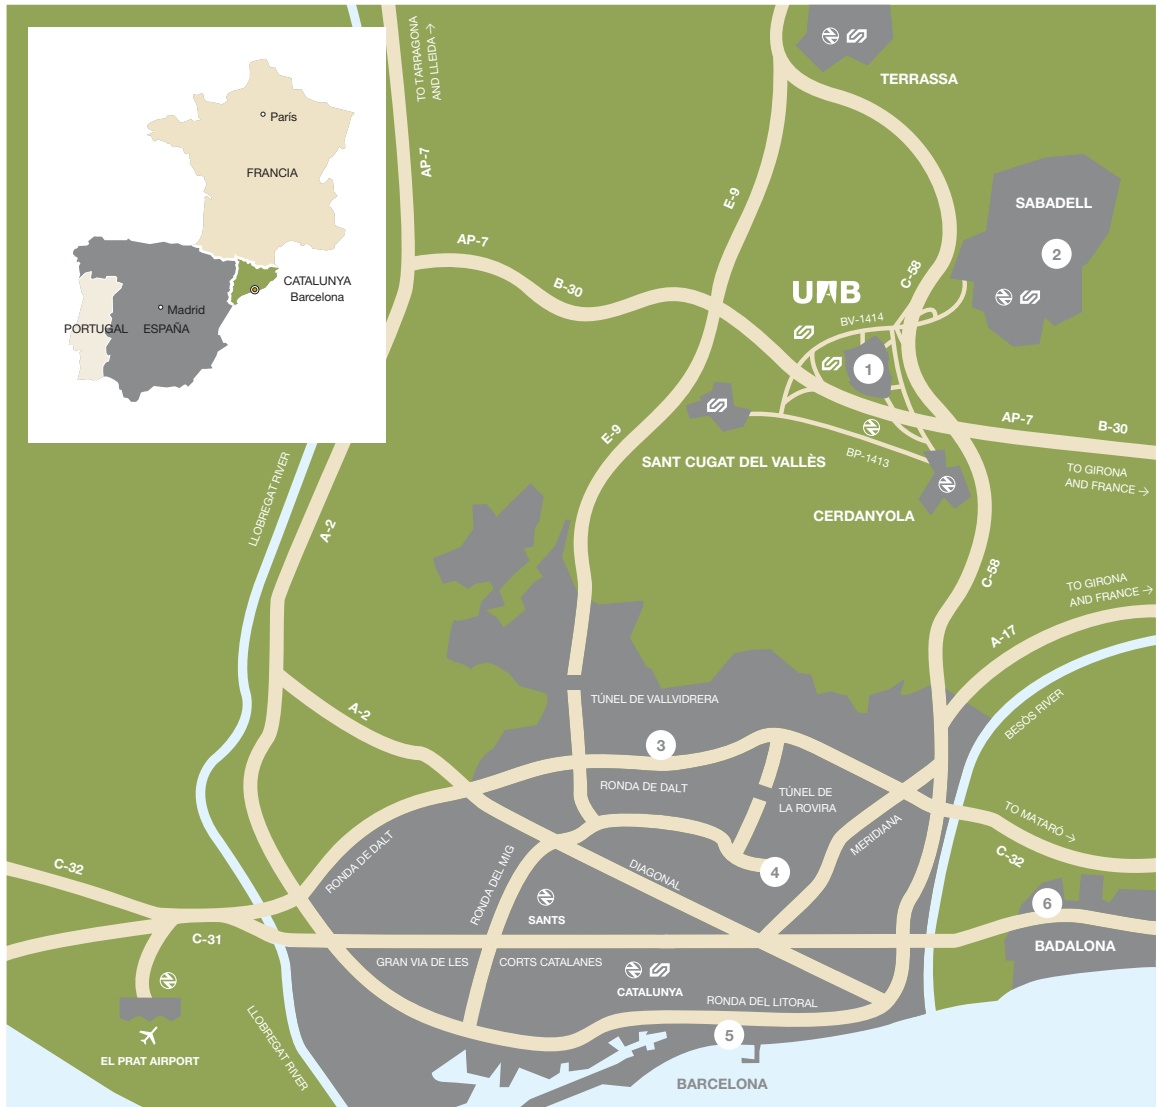 París
FRANCIA
CATALUNYA
Barcelona
Madrid
PORTUGAL
ESPAÑA
TO TARRAGONA
AND LLEIDA →
AP-7
TERRASSA
SABADELL
2
E-9
AP-7
B-30
C-58
UAB
BV-1414
1
E-9
SANT CUGAT DEL VALLÈS
BP-1413
AP-7
B-30
TO GIRONA
AND FRANCE →
CERDANYOLA
LLOBREGAT RIVER
A-2
C-58
TO GIRONA
AND FRANCE →
A-17
BESÒS RIVER
A-2
TÚNEL DE VALLVIDRERA
3
RONDA DE DALT
TÚNEL DE
LA ROVIRA
TO MATARÓ →
C-32
MERIDIANA
RONDA DE DALT
RONDA DEL MIG
DIAGONAL
4
C-32
SANTS
6
BADALONA
C-31
GRAN VIA DE LES
CORTS CATALANES
CATALUNYA
RONDA DEL LITORAL
5
LLOBREGAT RIVER
EL PRAT AIRPORT
BARCELONA